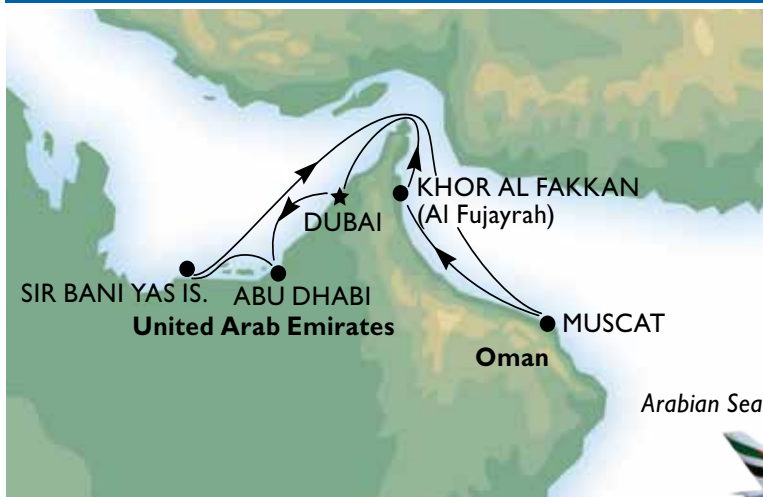 KHOR AL FAKKAN
(Al Fujayrah)
DUBAI
SIR BANI YAS IS.
ABU DHABI
United Arab Emirates
MUSCAT
Oman
Arabian Sea